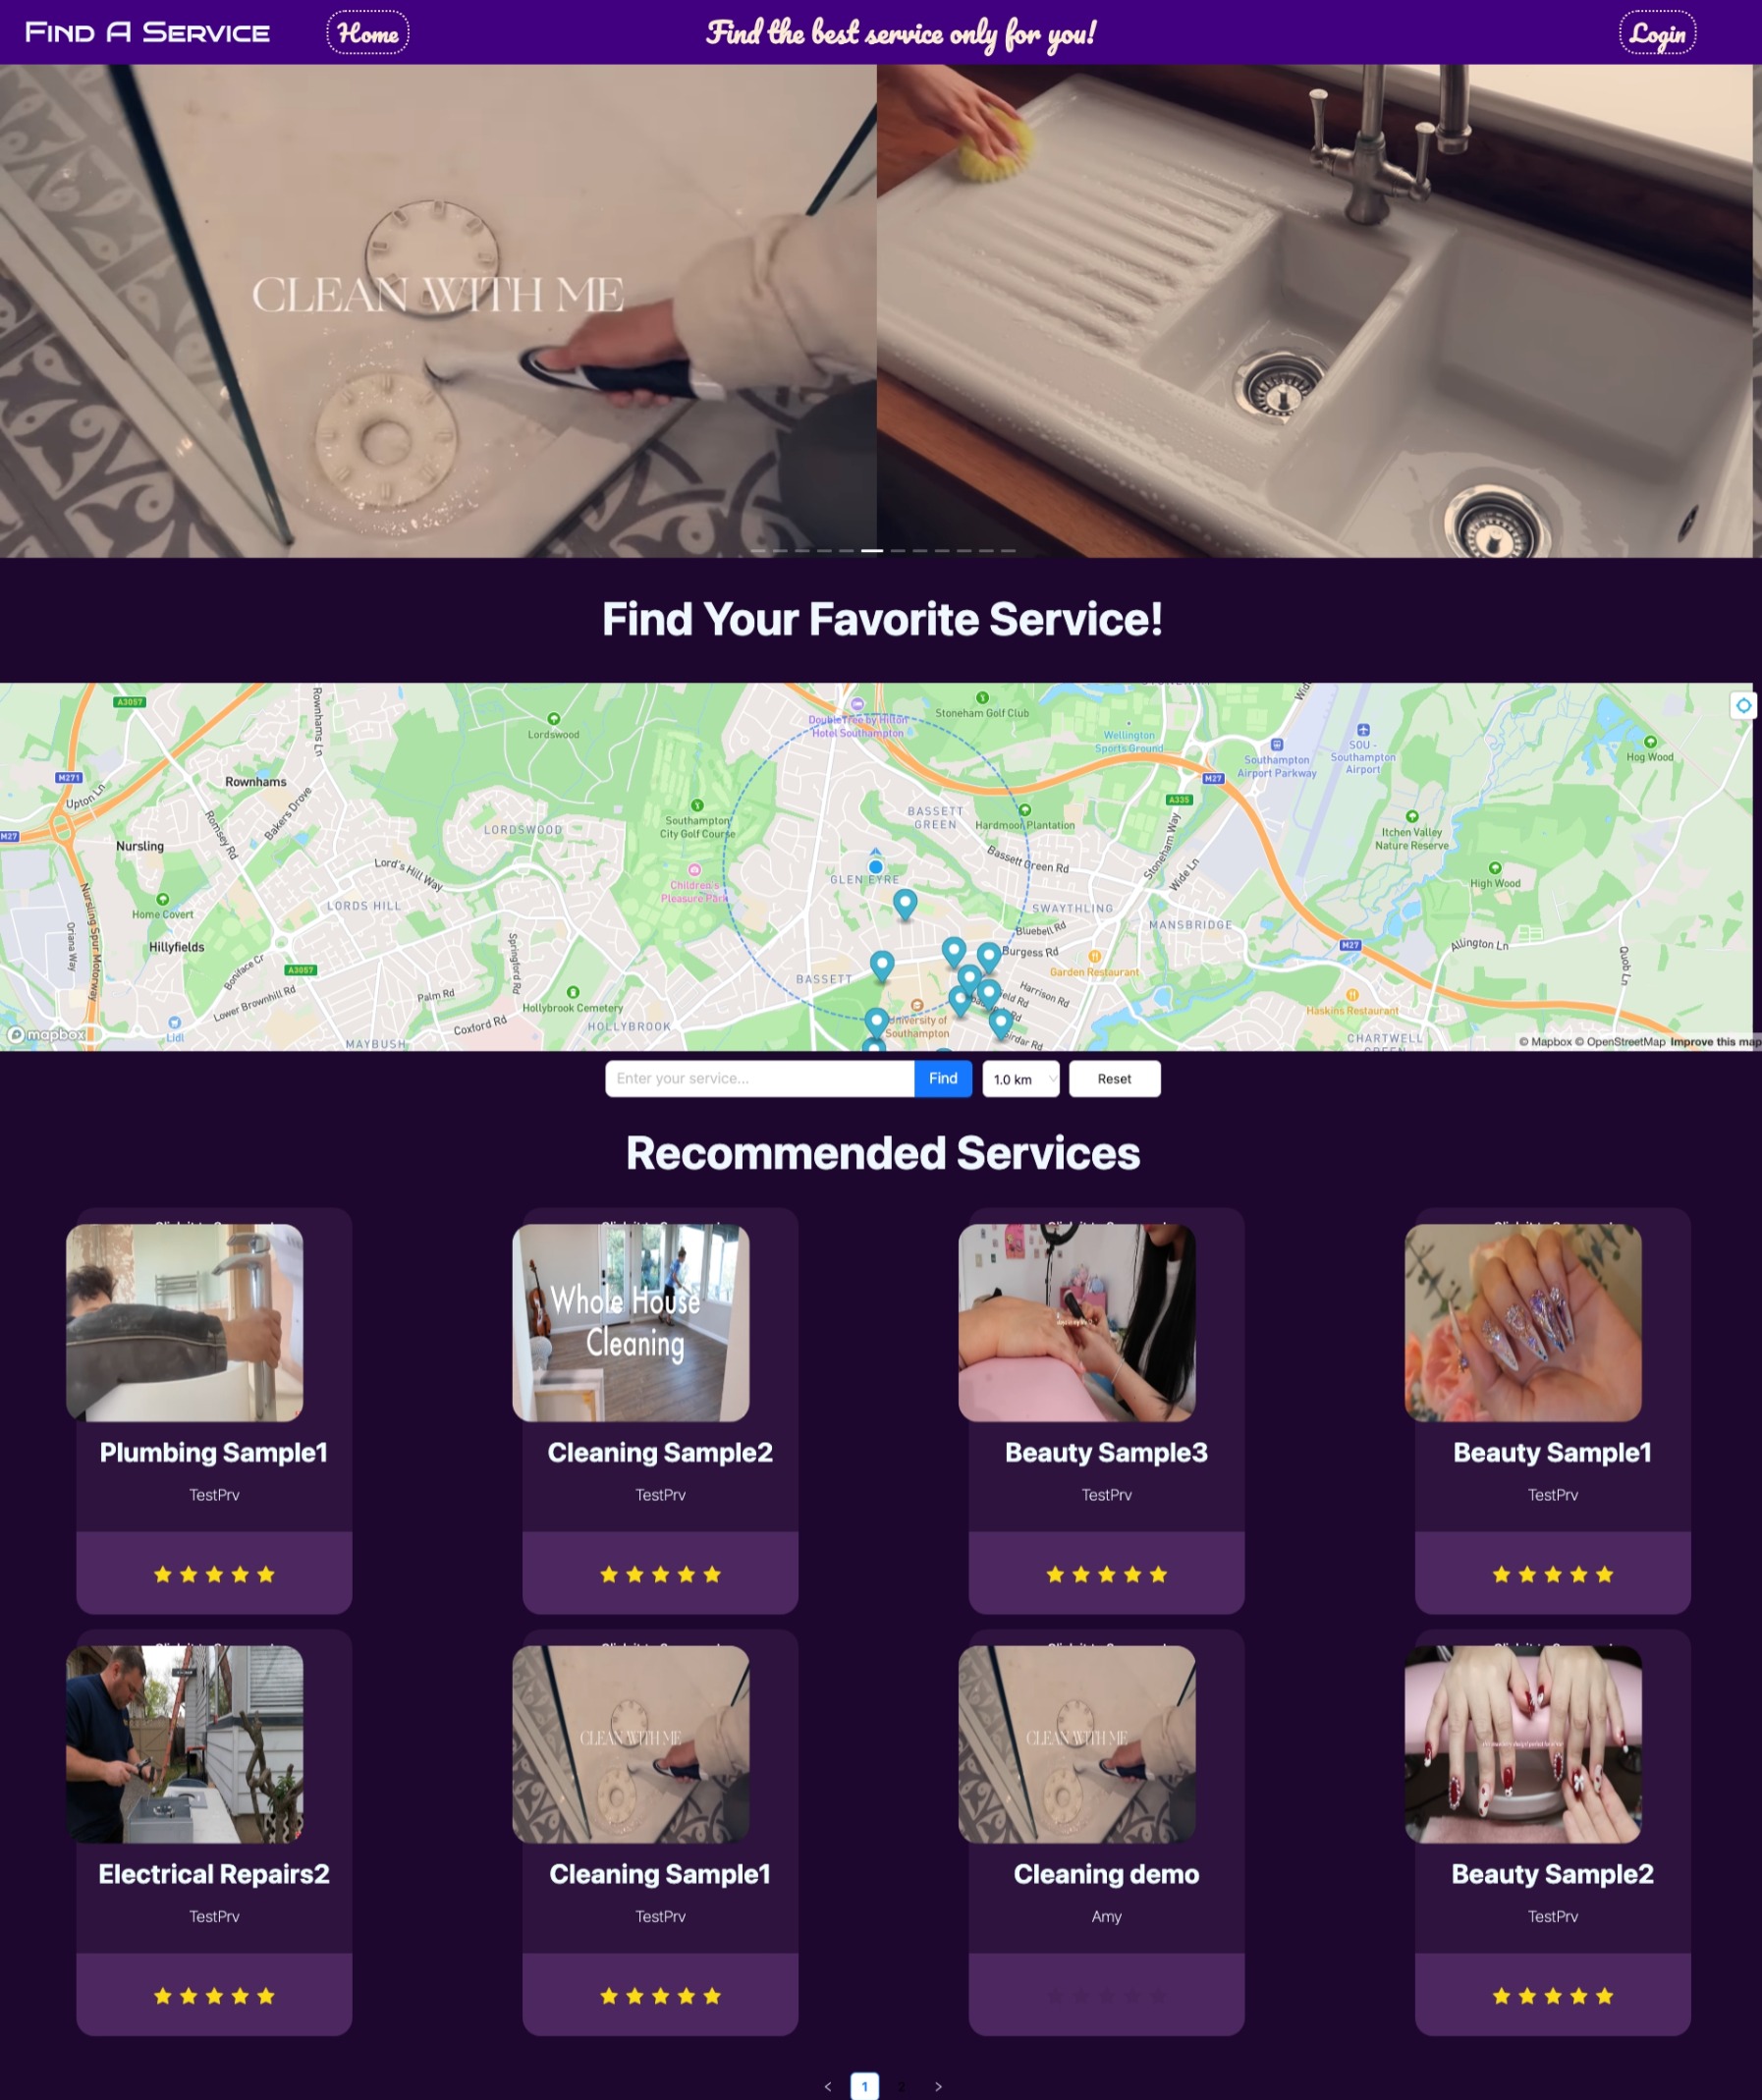 FIND A SERVICE
Home
Find the best service only for you!
Login
CLEAN WITH ME
Find Your Favorite Service!
A3057
Rownhams Ln
Lordswood
DoubleTree by Hilton
Hotel Southampton
Stoneham Golf Club
Wellington
Sports Ground
Southampton
Airport Parkway
SOU -
Southampton
Airport
Hog Wood
M271
Upton Ln
Rownhams
M27
A335
M27
Romsey Rd
Bakers Drove
LORDSWOOD
Southampton
City Golf Course
BASSETT
GREEN
Hardmoor Plantation
Itchen Valley
Nature Reserve
Nursling
Lord's Hill Way
Children's
Pleasure Park
GLEN EYRE
Bassett Green Rd
Stoneham Way
Wide Ln
High Wood
Home Covert
LORDS HILL
SWAYTHLING
MANSBRIDGE
Nursling Spur Motorway
Oriana Way
Hillyfields
Bluebell Rd
Burgess Rd
M27
Allington Ln
Quob Ln
Boniface Cr
A3057
Springford Rd
BASSETT
Garden Restaurant
Lower Brownhill Rd
Palm Rd
Hollybrook Cemetery
Harrison Rd
Haskins Restaurant
mapbox
Lidl
MAYBUSH
Coxford Rd
HOLLYBROOK
University of
Southampton
CHARTWELL
GREEN
© Mapbox © OpenStreetMap Improve this map
Enter your service...
Find
1.0 km
Reset
Recommended Services
Whole House
Cleaning
Plumbing Sample1
Cleaning Sample2
Beauty Sample3
Beauty Sample1
TestPrv
TestPrv
TestPrv
TestPrv
CLEAN WITH ME
CLEAN WITH ME
Electrical Repairs2
Cleaning Sample1
Cleaning demo
Beauty Sample2
TestPrv
TestPrv
Amy
TestPrv
<
1
2
>